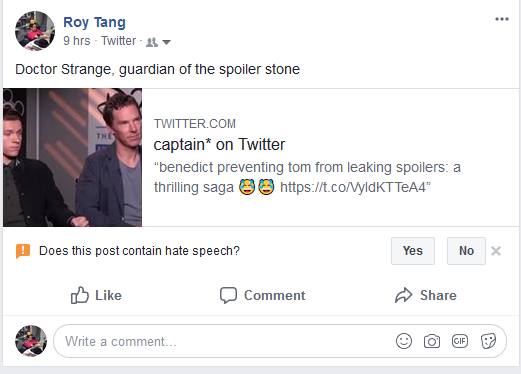 Roy Tang
9 hrs · Twitter ·
Doctor Strange, guardian of the spoiler stone
THE
TWITTER.COM
captain* on Twitter
“benedict preventing tom from leaking spoilers: a
thrilling saga 😂😂 https://t.co/VyldKTTeA4”
Does this post contain hate speech? Yes No
Like Comment Share
Write a comment...
GIF